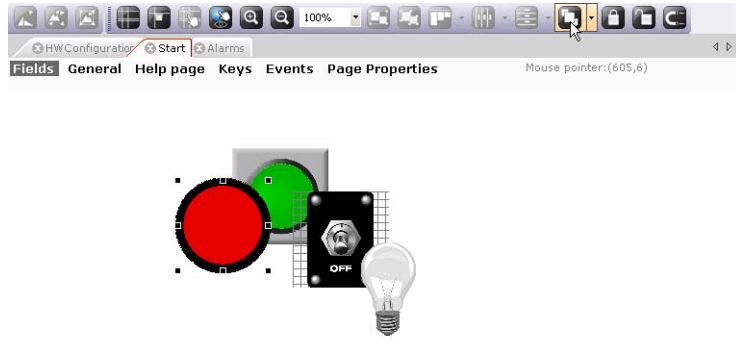 100%
HWConfiguration Start Alarms
Fields General Help page Keys Events Page Properties Mouse pointer:(605,6)
OFF